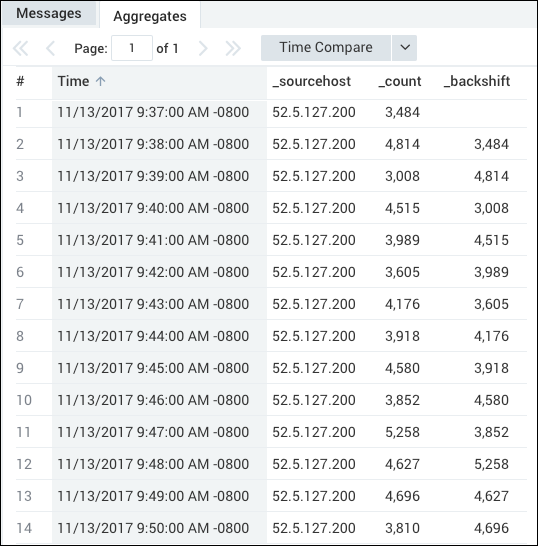 Messages Aggregates
Page: 1 of 1 Time Compare
# Time _sourcehost _count _backshift
1 11/13/2017 9:37:00 AM -0800 52.5.127.200 3,484
2 11/13/2017 9:38:00 AM -0800 52.5.127.200 4,814 3,484
3 11/13/2017 9:39:00 AM -0800 52.5.127.200 3,008 4,814
4 11/13/2017 9:40:00 AM -0800 52.5.127.200 4,515 3,008
5 11/13/2017 9:41:00 AM -0800 52.5.127.200 3,989 4,515
6 11/13/2017 9:42:00 AM -0800 52.5.127.200 3,605 3,989
7 11/13/2017 9:43:00 AM -0800 52.5.127.200 4,176 3,605
8 11/13/2017 9:44:00 AM -0800 52.5.127.200 3,918 4,176
9 11/13/2017 9:45:00 AM -0800 52.5.127.200 4,580 3,918
10 11/13/2017 9:46:00 AM -0800 52.5.127.200 3,852 4,580
11 11/13/2017 9:47:00 AM -0800 52.5.127.200 5,258 3,852
12 11/13/2017 9:48:00 AM -0800 52.5.127.200 4,627 5,258
13 11/13/2017 9:49:00 AM -0800 52.5.127.200 4,696 4,627
14 11/13/2017 9:50:00 AM -0800 52.5.127.200 3,810 4,696